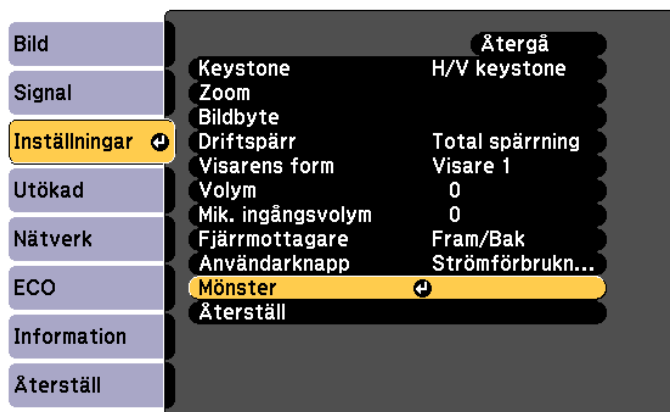 Bild
Signal
Inställningar
Utökad
Nätverk
ECO
Information
Återställ
Återgå
Keystone H/V keystone
Zoom
Bildbyte
Driftspärr Total spärrning
Visarens form Visare 1
Volym 0
Mik. ingångsvolym 0
Fjärrmottagare Fram/Bak
Användarknapp Strömförbrukn...
Mönster
Återställ